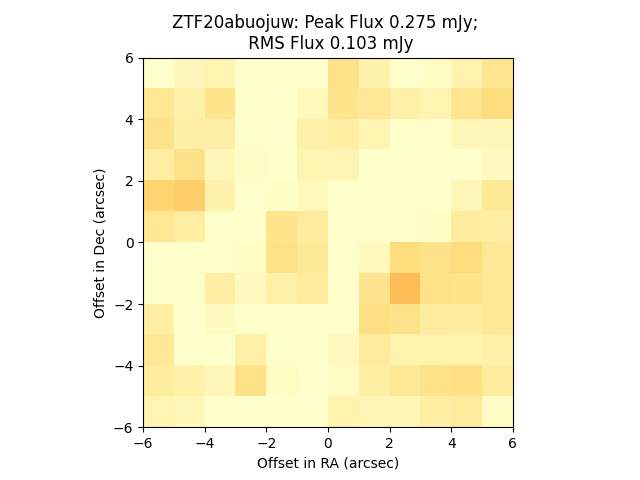 ZTF20abuojuw: Peak Flux 0.275 mJy;
RMS Flux 0.103 mJy
6
4
2
0
−2
−4
−6
Offset in Dec (arcsec)
−6 −4 −2 0 2 4 6
Offset in RA (arcsec)